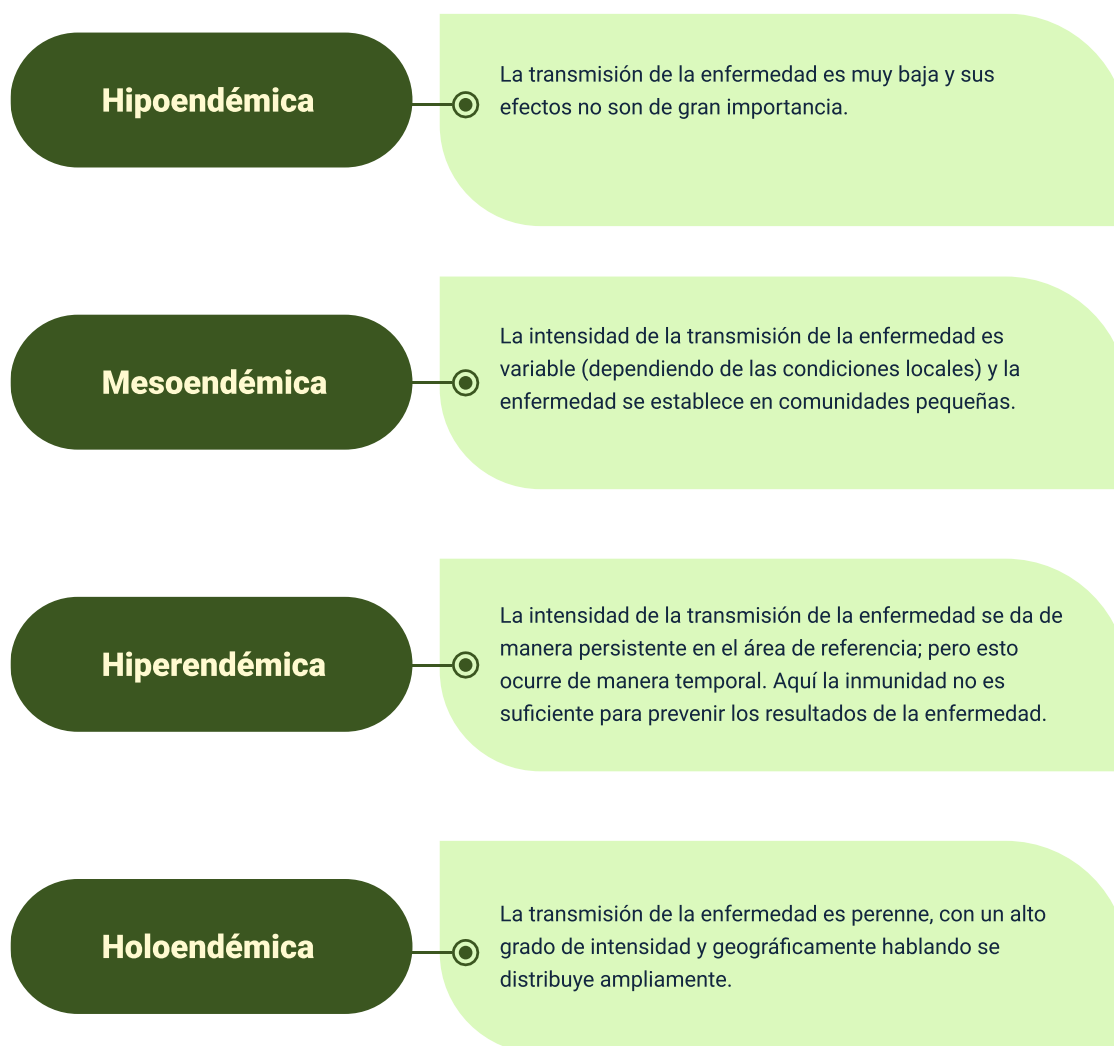 Hipoendémica
La transmisión de la enfermedad es muy baja y sus
efectos no son de gran importancia.
Mesoendémica
La intensidad de la transmisión de la enfermedad es
variable (dependiendo de las condiciones locales) y la
enfermedad se establece en comunidades pequeñas.
Hiperendémica
La intensidad de la transmisión de la enfermedad se da de
manera persistente en el área de referencia; pero esto
ocurre de manera temporal. Aquí la inmunidad no es
suficiente para prevenir los resultados de la enfermedad.
Holoendémica
La transmisión de la enfermedad es perenne, con un alto
grado de intensidad y geográficamente hablando se
distribuye ampliamente.